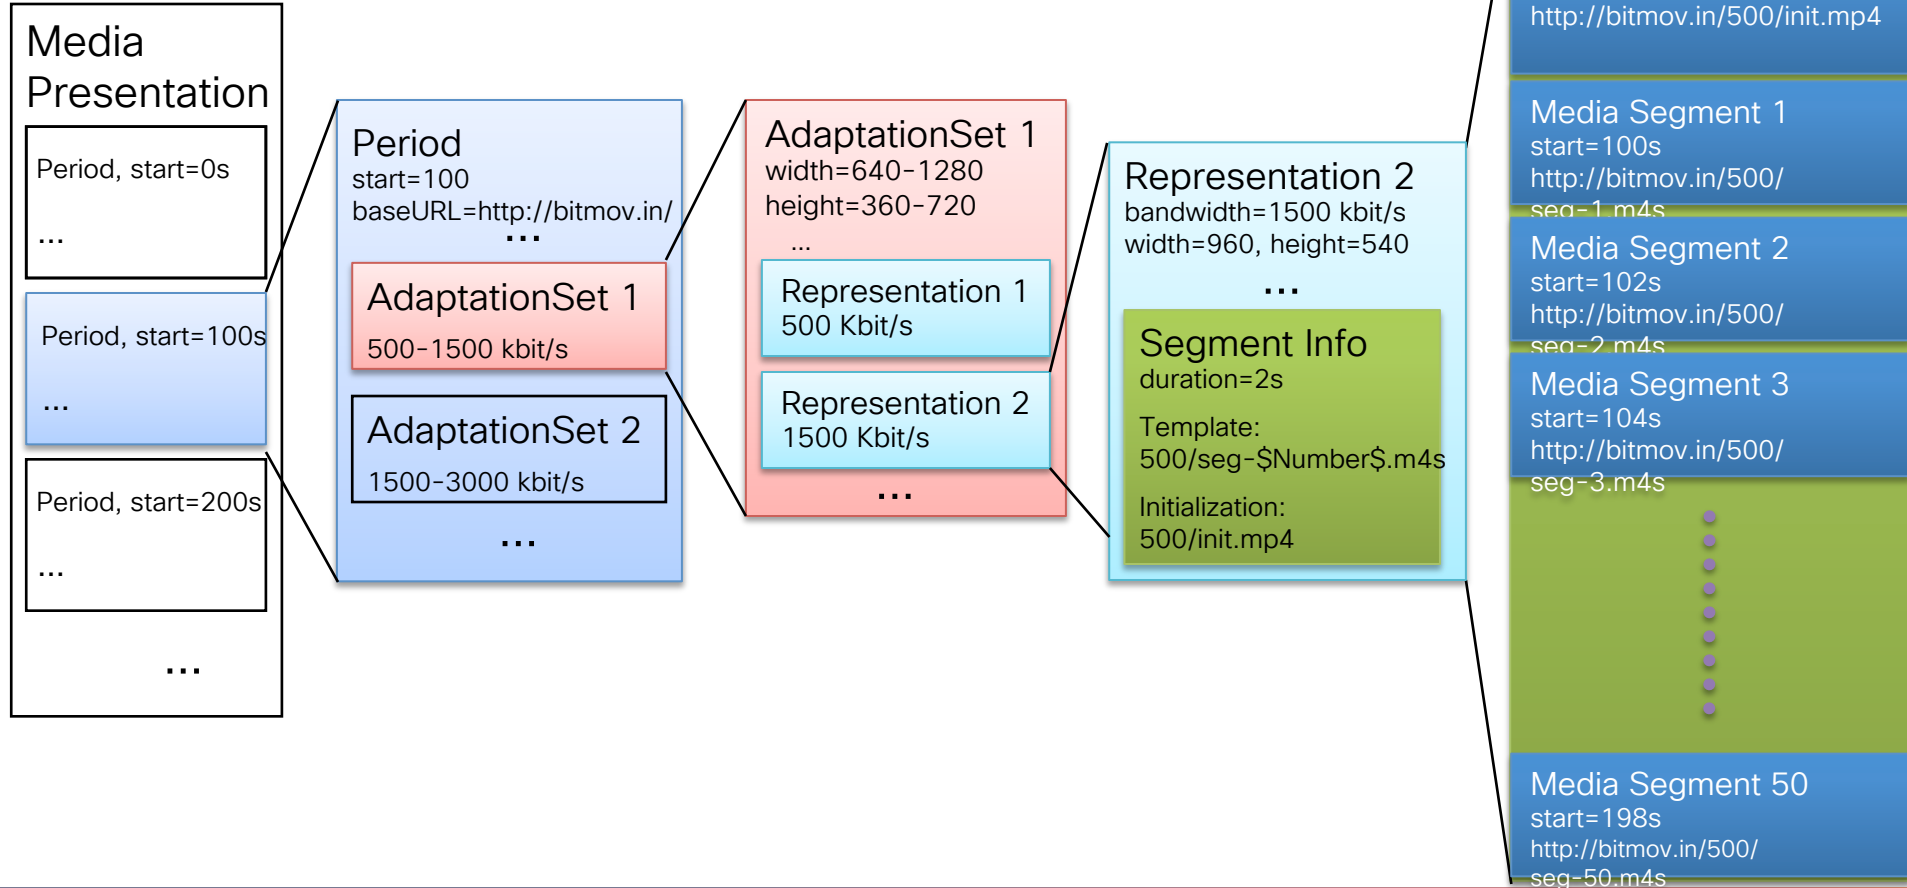 Media
Presentation
Period, start=0s
...
Period, start=100s
...
Period, start=200s
...
...
Period
start=100
baseURL=http://bitmov.in/
...
AdaptationSet 1
500-1500 kbit/s
AdaptationSet 2
1500-3000 kbit/s
...
AdaptationSet 1
width=640-1280
height=360-720
...
Representation 1
500 Kbit/s
Representation 2
1500 Kbit/s
...
Representation 2
bandwidth=1500 kbit/s
width=960, height=540
...
Segment Info
duration=2s
Template:
500/seg-$Number$.m4s
Initialization:
500/init.mp4
http://bitmov.in/500/init.mp4
Media Segment 1
start=100s
http://bitmov.in/500/
seg-1.m4s
Media Segment 2
start=102s
http://bitmov.in/500/
seg-2.m4s
Media Segment 3
start=104s
http://bitmov.in/500/
seg-3.m4s
Media Segment 50
start=198s
http://bitmov.in/500/
seg-50.m4s